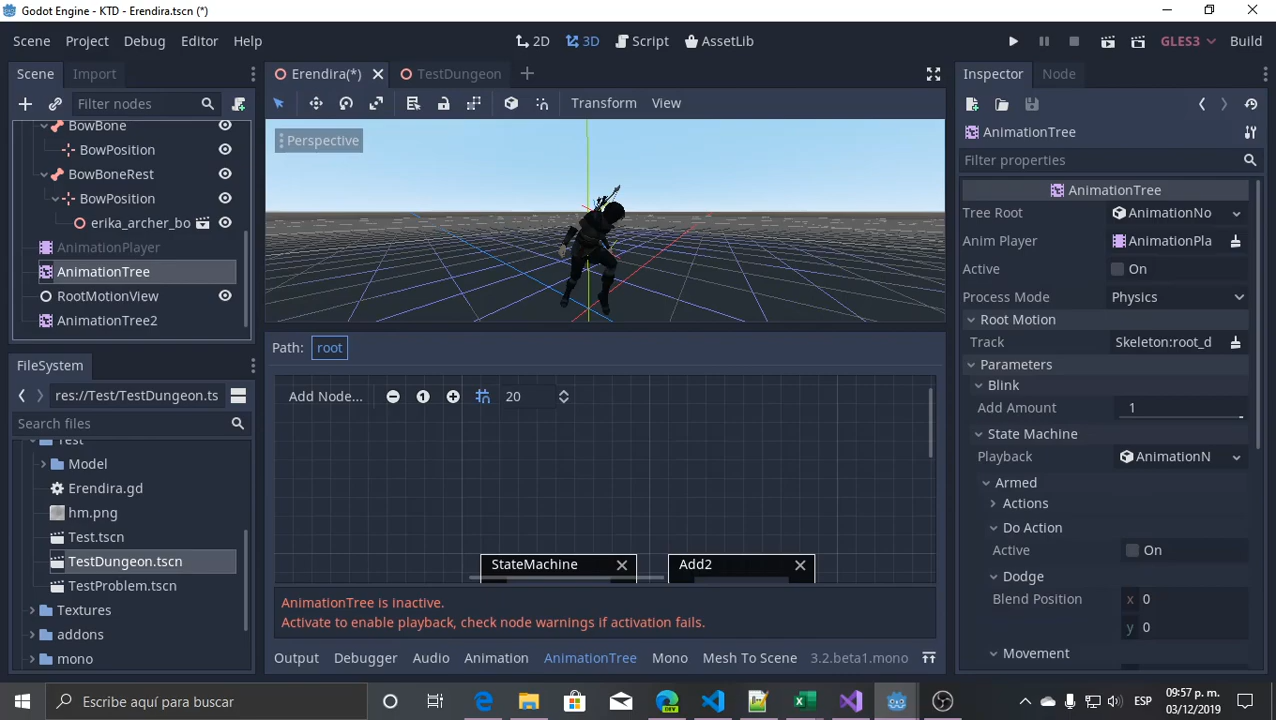 Godot Engine - KTD - Erendira.tscn (*)
Scene Project Debug Editor Help
2D 3D Script AssetLib
GLES3 Build
Scene Import
Filter nodes
BowBone
BowPosition
BowBoneRest
BowPosition
erika_archer_bo
AnimationPlayer
AnimationTree
RootMotionView
AnimationTree2
FileSystem
res://Test/TestDungeon.ts
Search files
Test
Model
Erendira.gd
hm.png
Test.tscn
TestDungeon.tscn
TestProblem.tscn
Textures
addons
mono
Erendira(*) TestDungeon
Transform View
Perspective
Path: root
Add Node... 20
StateMachine
Add2
AnimationTree is inactive.
Activate to enable playback, check node warnings if activation fails.
Output Debugger Audio Animation AnimationTree Mono Mesh To Scene 3.2.beta1.mono
Inspector Node
AnimationTree
Filter properties
AnimationTree
Tree Root AnimationNo
Anim Player AnimationPla
Active On
Process Mode Physics
Root Motion
Track Skeleton:root_d
Parameters
Blink
Add Amount 1
State Machine
Playback AnimationN
Armed
Actions
Do Action
Active On
Dodge
Blend Position x 0
y 0
Movement
Escribe aquí para buscar
DEV
ESP
09:57 p. m.
03/12/2019